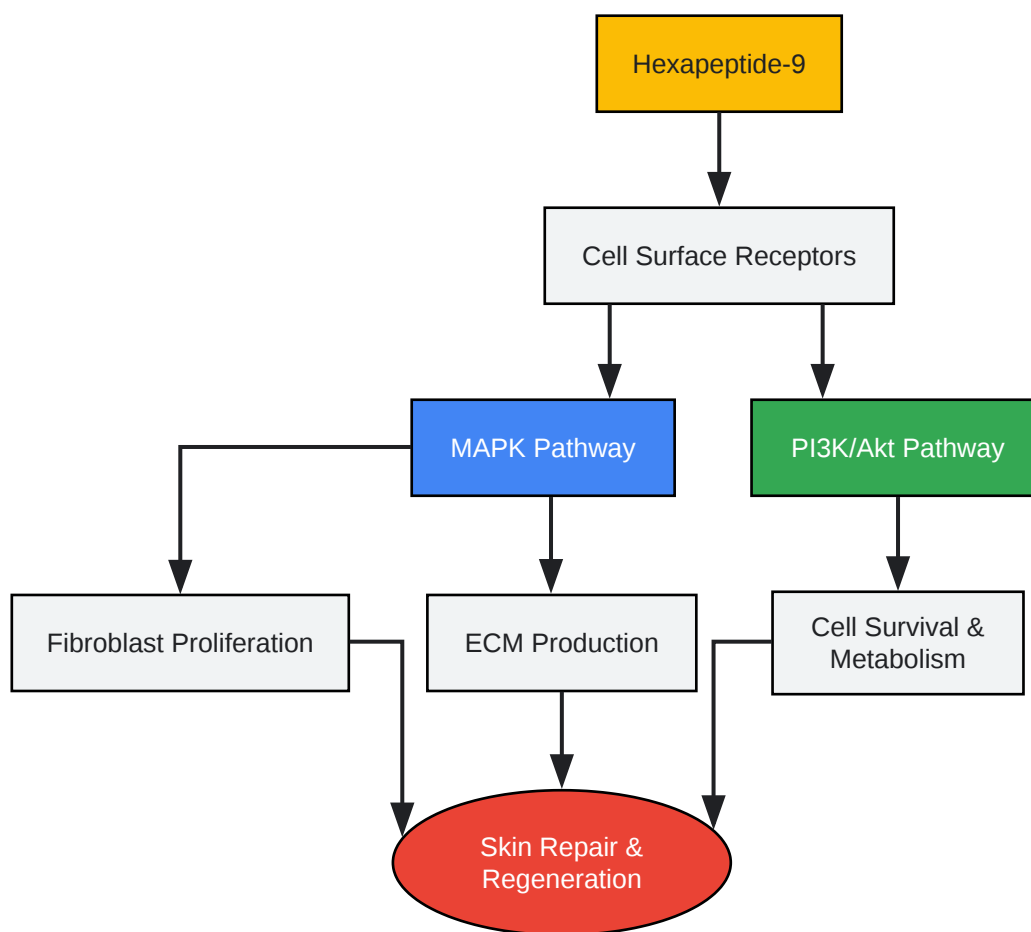 Hexapeptide-9
Cell Surface Receptors
MAPK Pathway
PI3K/Akt Pathway
Fibroblast Proliferation
ECM Production
Cell Survival &
Metabolism
Skin Repair &
Regeneration